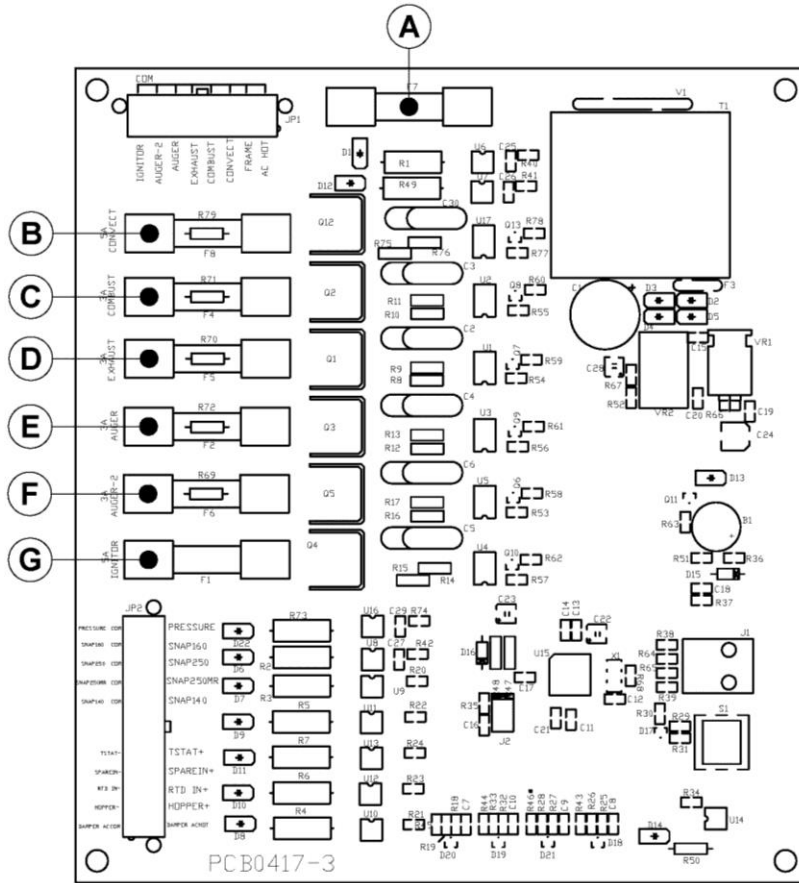 A
COM
F7
V1
T1
JP1
IGNITOR
AUGER-2
AUGER
EXHAUST
COMBUST
CONVECT
FRAME
AC HOT
D1
R1
U6
C25
R40
D12
R49
U7
C26
R41
B
5A
CONVECT
R79
F8
Q12
C30
R75
R76
U17
Q13
R78
R77
C
3A
COMBUST
R71
F4
Q2
C3
R11
R10
U2
Q8
R60
R55
C1
+
D3
D2
D4
D5
F3
D
3A
EXHAUST
R70
F5
Q1
C2
R9
R8
U1
Q7
R59
R54
C28
R67
R52
VR2
C15
VR1
C20
R66
C19
C24
E
3A
AUGER
R72
F2
Q3
C4
R13
R12
U3
Q9
R61
R56
F
3A
AUGER-2
R69
F6
Q5
C6
R17
R16
U5
Q6
R58
R53
D13
Q11
R63
B1
R51
R36
G
5A
IGNITOR
F1
Q4
C5
R15
R14
U4
Q10
R62
R57
D15
C18
R37
JP2
PRESSURE COM
SNAP160 COM
SNAP250 COM
SNAP250MR COM
SNAP140 COM
TSTAT-
SPAREIN-
RTD IN-
HOPPER-
DAMPER ACCOM
PRESSURE
SNAP160
SNAP250
SNAP250MR
SNAP140
TSTAT+
SPAREIN+
RTD IN+
HOPPER+
DAMPER ACHOT
D22
D6
D7
D9
D11
D10
D8
R73
R2
R3
R5
R7
R6
R4
U16
C29
R74
U8
C27
R42
U9
R20
U11
R22
U13
R24
U12
R23
U10
R21
C23
D16
48
47
C17
R35
C16
J2
U15
C14
C13
C22
X1
R68
C12
C21
C11
R38
R64
R65
R39
J1
R30
D17
R29
R31
S1
R34
U14
D14
R50
R19
R18
C7
D20
R44
R33
R32
C10
D19
R46
R28
R27
C9
D21
R43
R26
R25
C8
D18
PCB0417-3